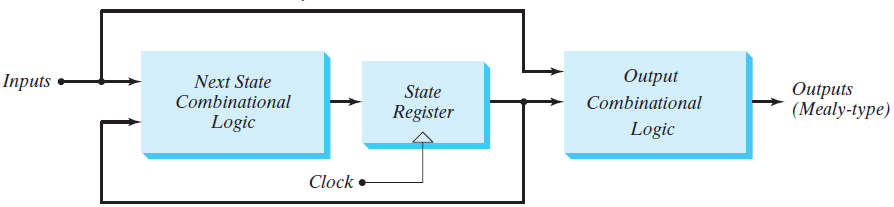 Inputs
Next State
Combinational
Logic
State
Register
Clock
Output
Combinational
Logic
Outputs
(Mealy-type)